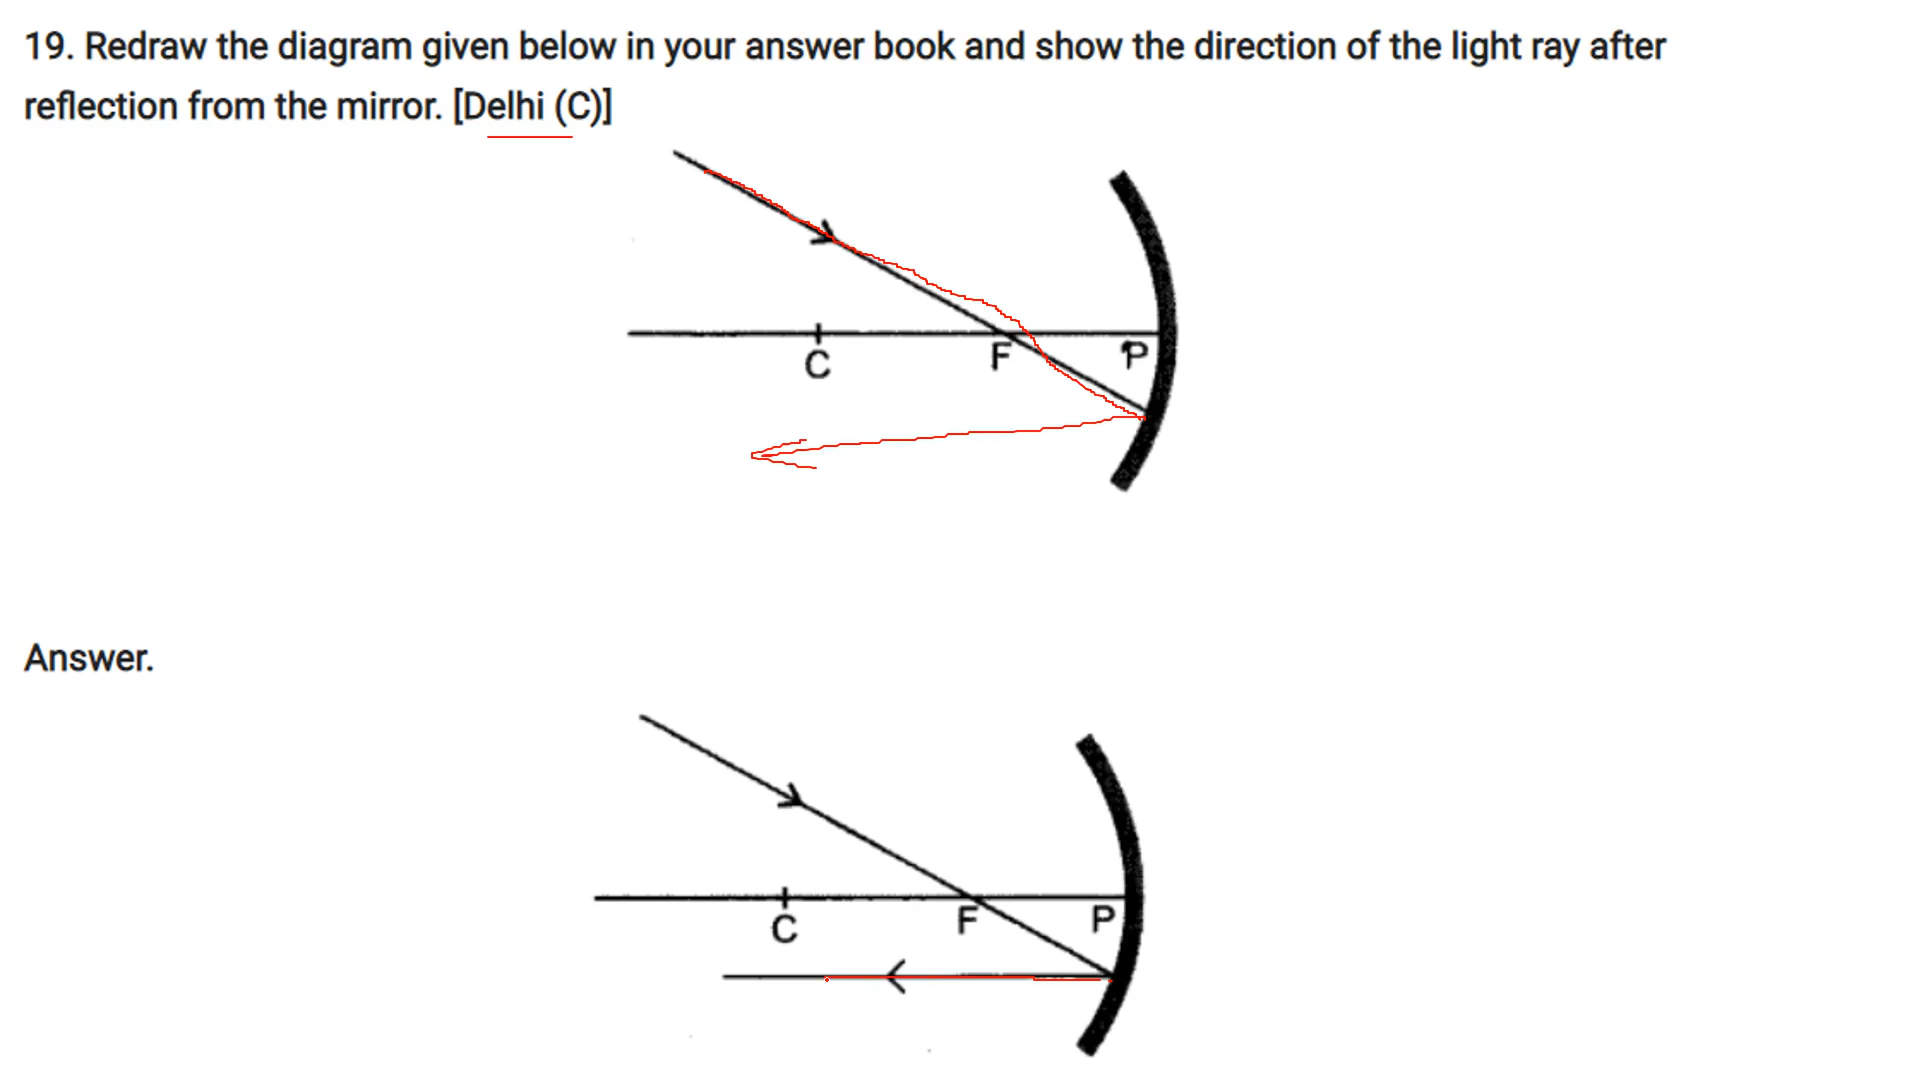 19. Redraw the diagram given below in your answer book and show the direction of the light ray after
reflection from the mirror. [Delhi (C)]
C F P
Answer.
C F P